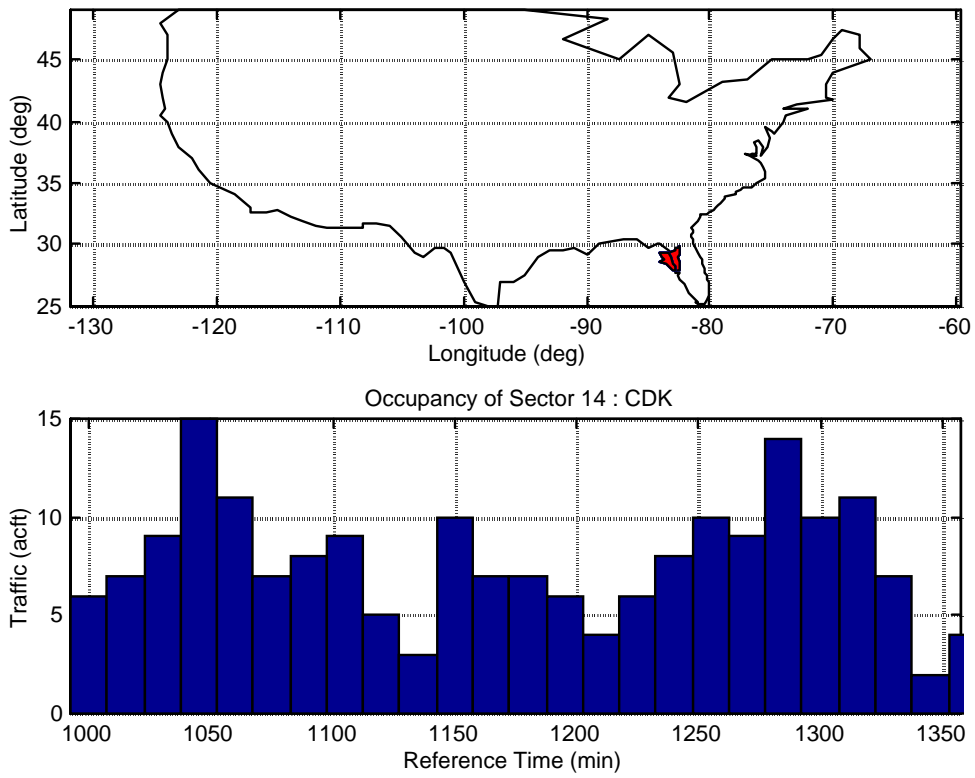 45
40
35
30
25
Latitude (deg)
-130 -120 -110 -100 -90 -80 -70 -60
Longitude (deg)
Occupancy of Sector 14 : CDK
15
10
5
0
Traffic (acft)
1000 1050 1100 1150 1200 1250 1300 1350
Reference Time (min)